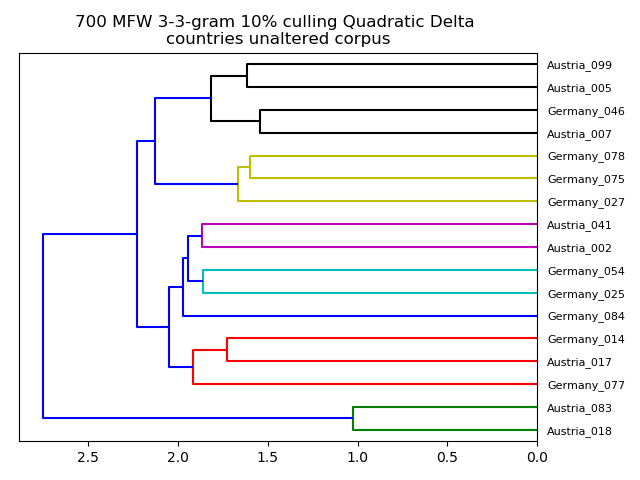 700 MFW 3-3-gram 10% culling Quadratic Delta
countries unaltered corpus
Austria_099
Austria_005
Germany_046
Austria_007
Germany_078
Germany_075
Germany_027
Austria_041
Austria_002
Germany_054
Germany_025
Germany_084
Germany_014
Austria_017
Germany_077
Austria_083
Austria_018
2.5 2.0 1.5 1.0 0.5 0.0